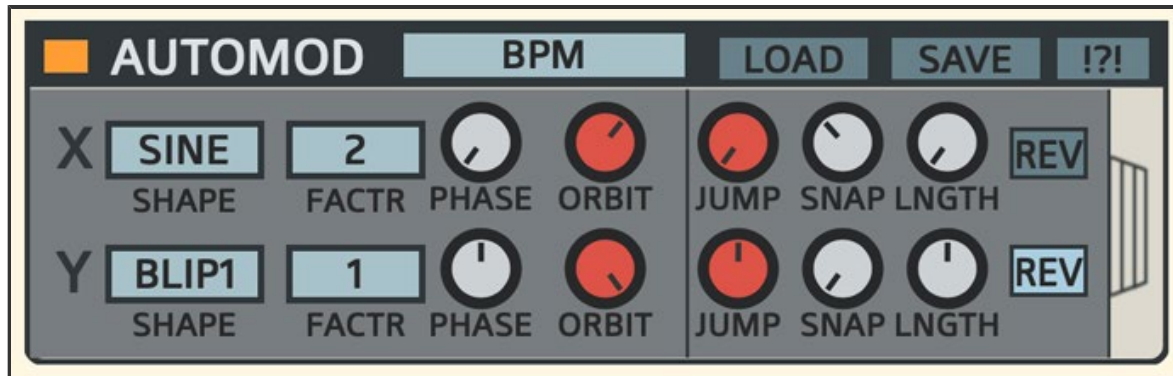 AUTOMOD BPM LOAD SAVE !?!
X SINE 2 REV
SHAPE FACTR PHASE ORBIT JUMP SNAP LNGTH
Y BLIP1 1 REV
SHAPE FACTR PHASE ORBIT JUMP SNAP LNGTH